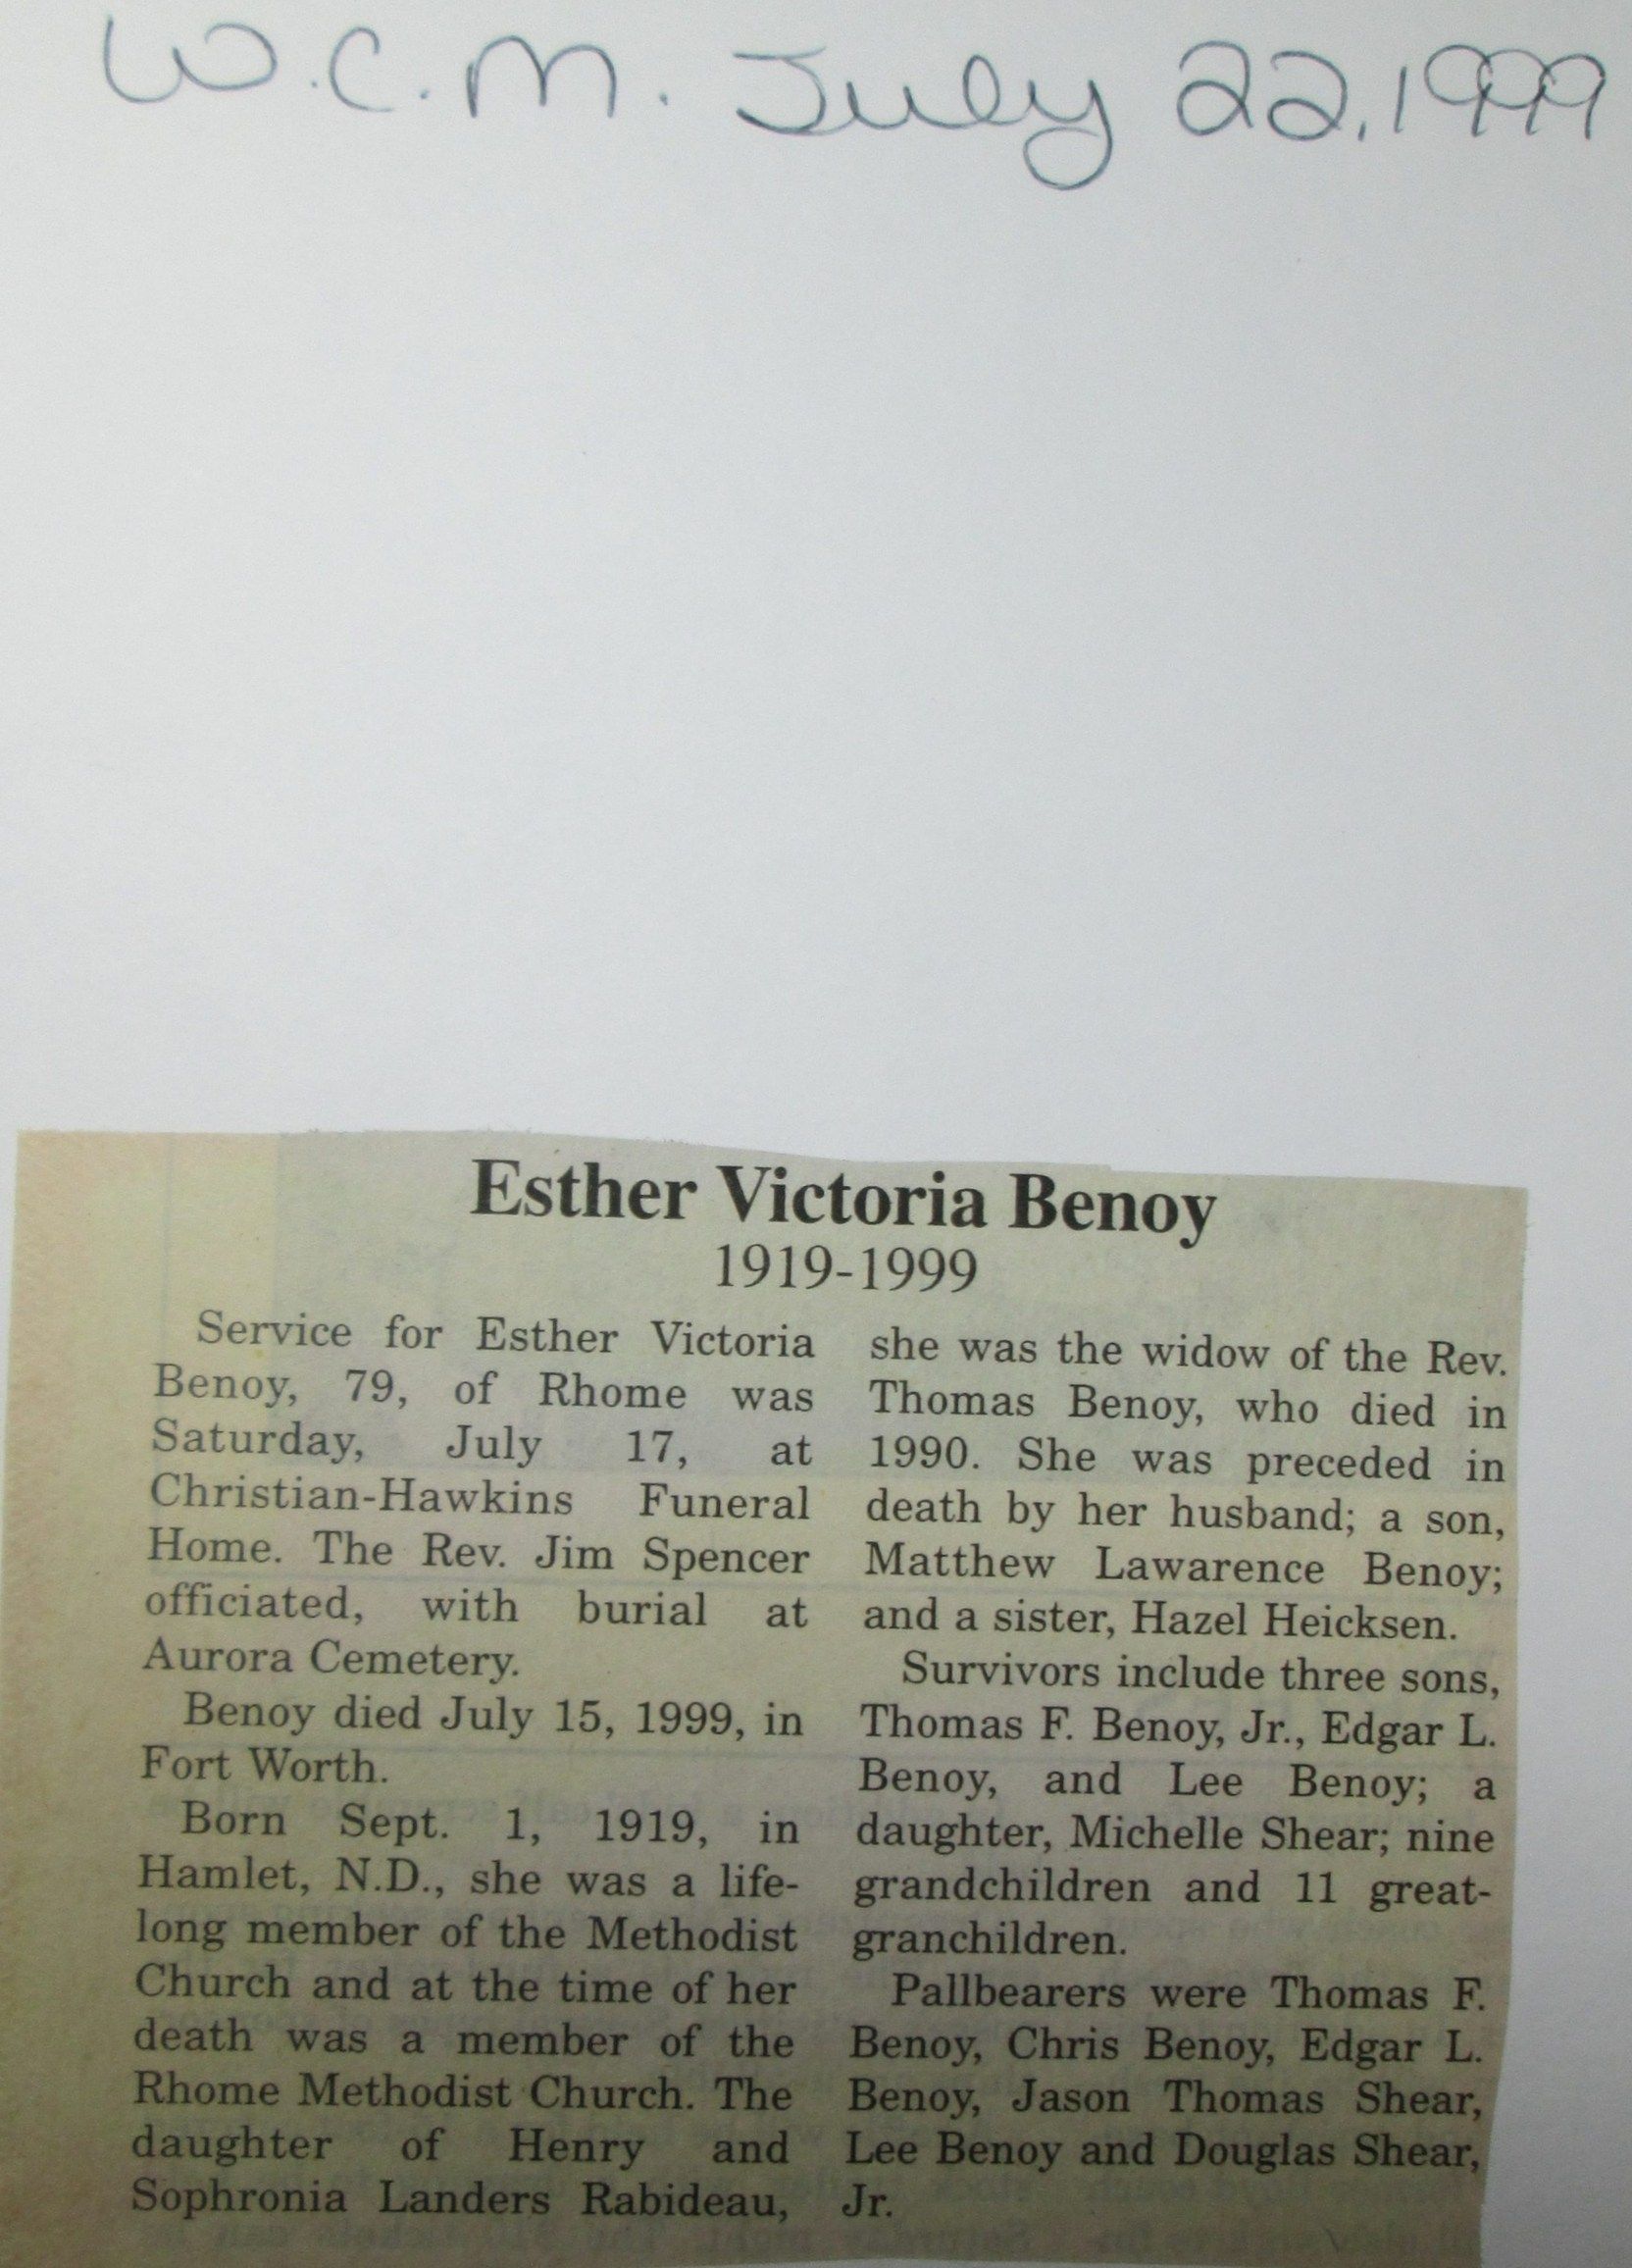 W.C.M. July 22, 1999
Esther Victoria Benoy
1919-1999
Service for Esther Victoria
Benoy, 79, of Rhome was
Saturday, July 17, at
Christian-Hawkins Funeral
Home. The Rev. Jim Spencer
officiated, with burial at
Aurora Cemetery.
Benoy died July 15, 1999, in
Fort Worth.
Born Sept. 1, 1919, in
Hamlet, N.D., she was a life-
long member of the Methodist
Church and at the time of her
death was a member of the
Rhome Methodist Church. The
daughter of Henry and
Sophronia Landers Rabideau,
she was the widow of the Rev.
Thomas Benoy, who died in
1990. She was preceded in
death by her husband; a son,
Matthew Lawarence Benoy;
and a sister, Hazel Heicksen.
Survivors include three sons,
Thomas F. Benoy, Jr., Edgar L.
Benoy, and Lee Benoy; a
daughter, Michelle Shear; nine
grandchildren and 11 great-
granchildren.
Pallbearers were Thomas F.
Benoy, Chris Benoy, Edgar L.
Benoy, Jason Thomas Shear,
Lee Benoy and Douglas Shear,
Jr.